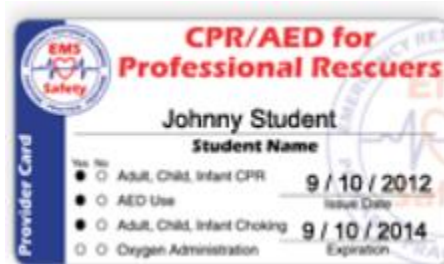 CPR/AED for
Professional Rescuers
EMS
Safety
Johnny Student
Student Name
Provider Card
Yes No
Adult, Child, Infant CPR
9 / 10 / 2012
AED Use
Issue Date
Adult, Child, Infant Choking
9 / 10 / 2014
Oxygen Administration
Expiration